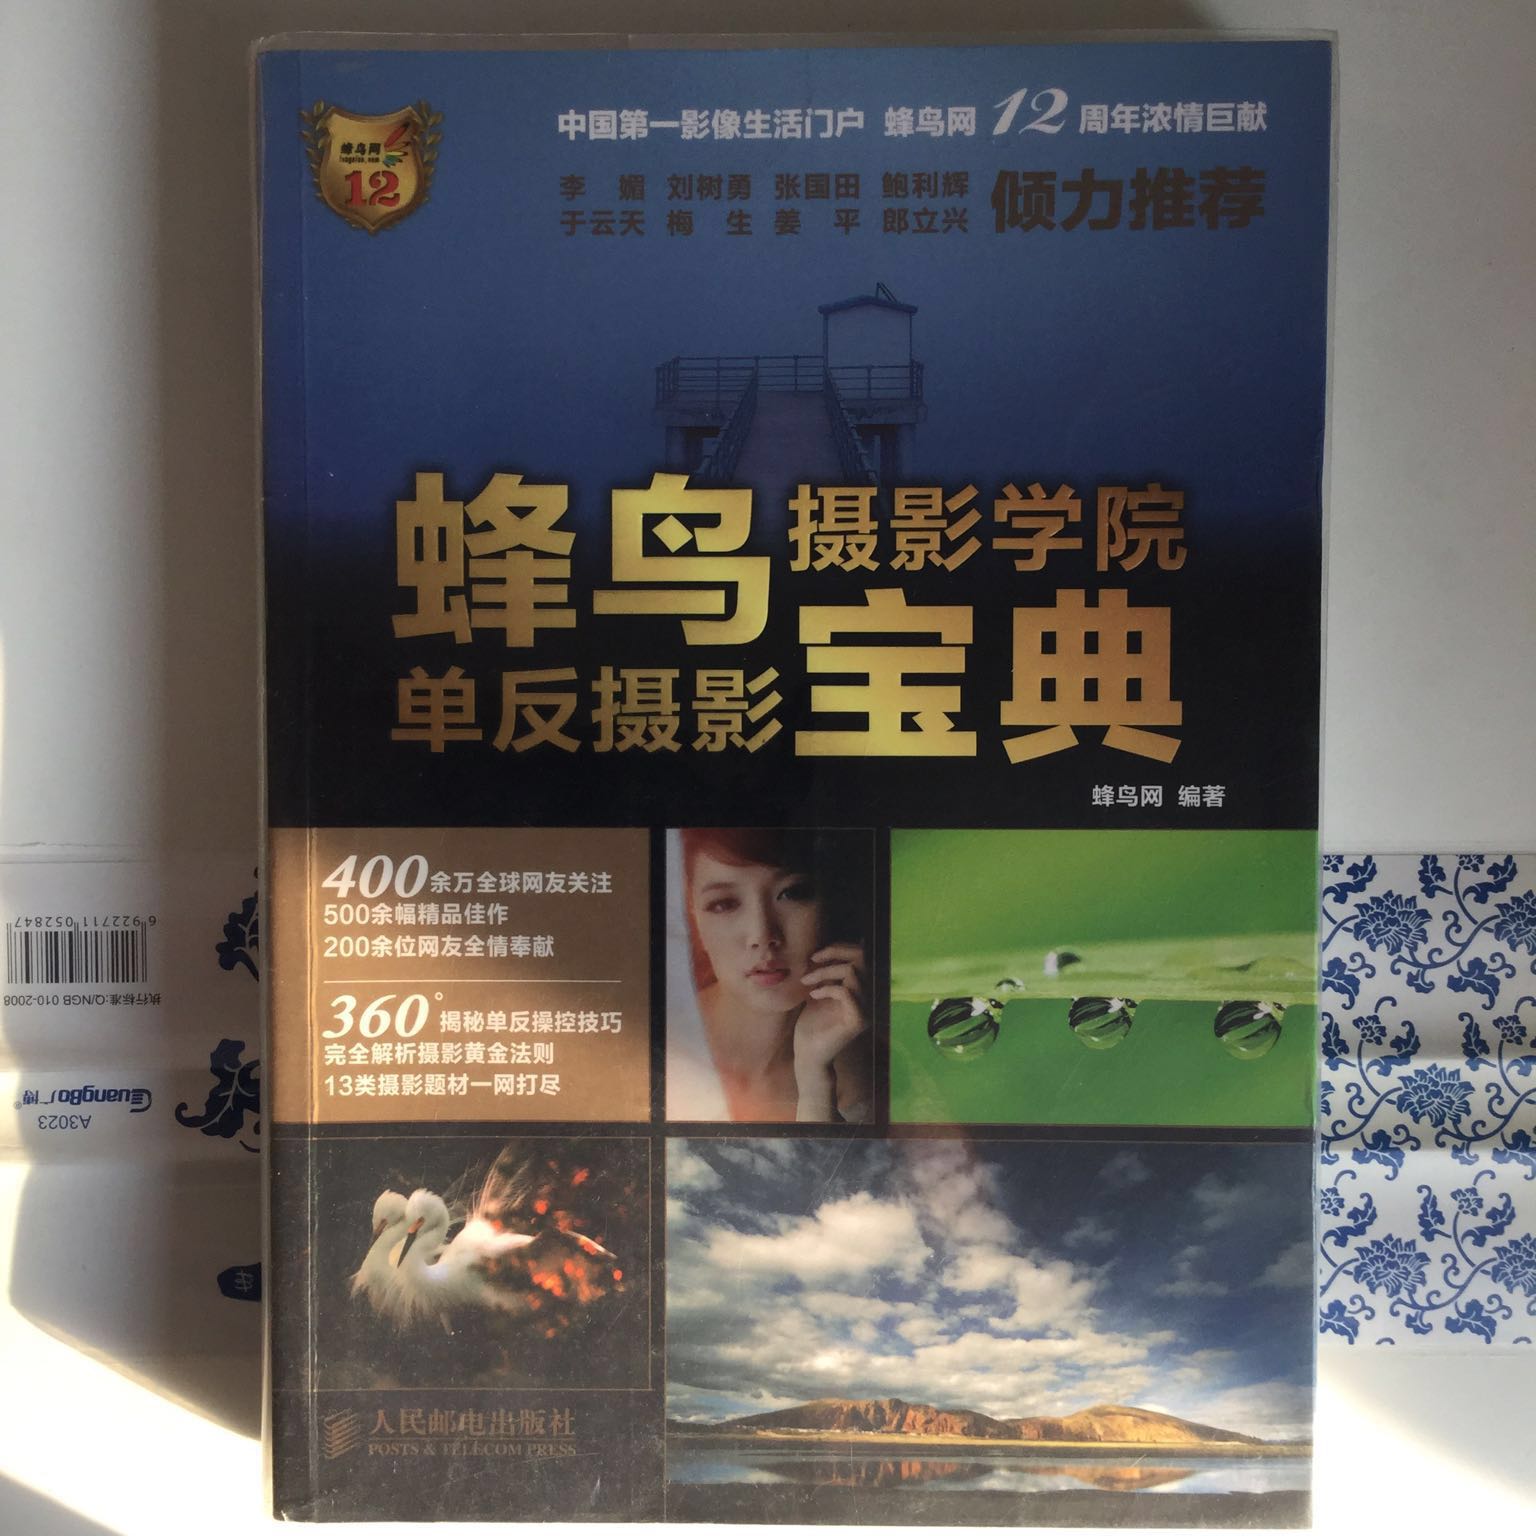 中国第一影像生活门户 蜂鸟网 12 周年浓情巨献
蜂鸟网
fengniao.com
12
李 媚 刘树勇 张国田 鲍利辉
于云天 梅 生 姜 平 郎立兴
倾力推荐
蜂鸟摄影学院
单反摄影宝典
蜂鸟网 编著
400余万全球网友关注
500余幅精品佳作
200余位网友全情奉献
360°揭秘单反操控技巧
完全解析摄影黄金法则
13类摄影题材一网打尽
人民邮电出版社
POSTS & TELECOM PRESS
6 922711 052847
执行标准:Q/NGB 010-2008
GuangBo广博®
A3023